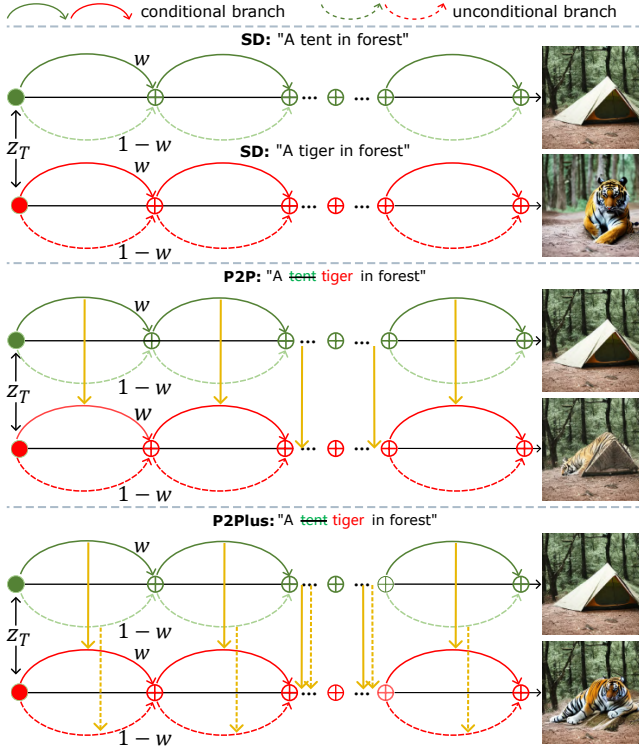 conditional branch
unconditional branch
SD: "A tent in forest"
w
...
...
1 − w
z_T
w
SD: "A tiger in forest"
...
...
1 − w
P2P: "A tent tiger in forest"
w
...
...
1 − w
z_T
w
...
...
1 − w
P2Plus: "A tent tiger in forest"
w
...
...
1 − w
z_T
w
...
...
1 − w